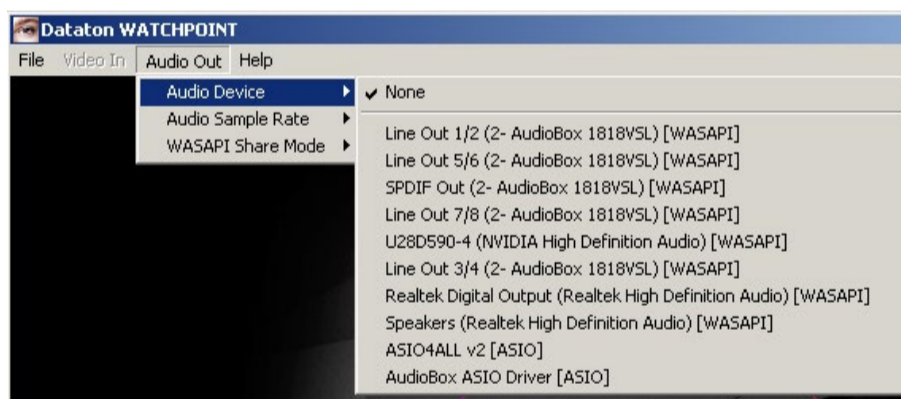 Dataton WATCHPOINT
File Video In Audio Out Help
Audio Device
Audio Sample Rate
WASAPI Share Mode
None
Line Out 1/2 (2- AudioBox 1818VSL) [WASAPI]
Line Out 5/6 (2- AudioBox 1818VSL) [WASAPI]
SPDIF Out (2- AudioBox 1818VSL) [WASAPI]
Line Out 7/8 (2- AudioBox 1818VSL) [WASAPI]
U28D590-4 (NVIDIA High Definition Audio) [WASAPI]
Line Out 3/4 (2- AudioBox 1818VSL) [WASAPI]
Realtek Digital Output (Realtek High Definition Audio) [WASAPI]
Speakers (Realtek High Definition Audio) [WASAPI]
ASIO4ALL v2 [ASIO]
AudioBox ASIO Driver [ASIO]